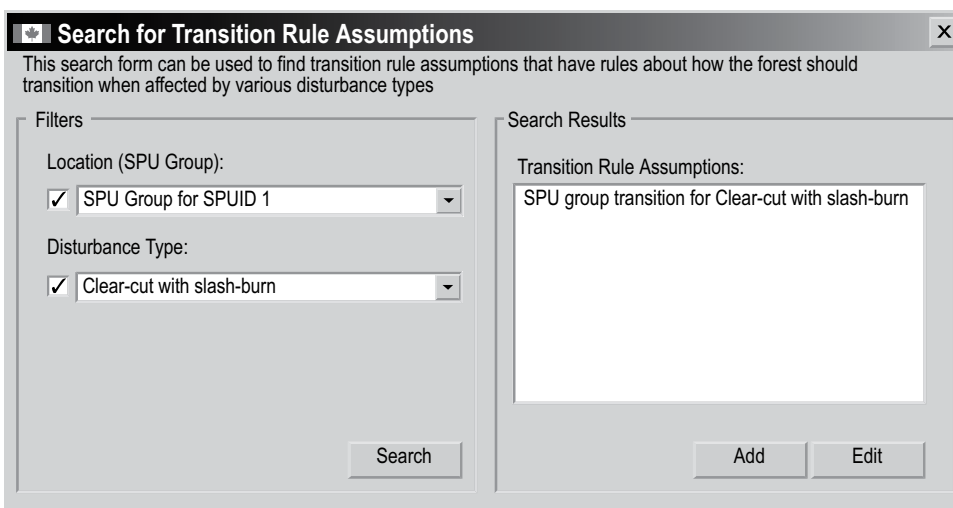 Search for Transition Rule Assumptions
X
This search form can be used to find transition rule assumptions that have rules about how the forest should
transition when affected by various disturbance types
Filters
Location (SPU Group):
SPU Group for SPUID 1
Disturbance Type:
Clear-cut with slash-burn
Search
Search Results
Transition Rule Assumptions:
SPU group transition for Clear-cut with slash-burn
Add
Edit